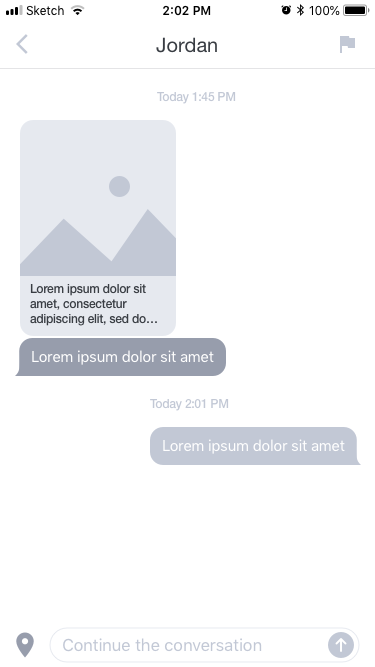 Sketch 2:02 PM 100%
Jordan
Today 1:45 PM
Lorem ipsum dolor sit
amet, consectetur
adipiscing elit, sed do...
Lorem ipsum dolor sit amet
Today 2:01 PM
Lorem ipsum dolor sit amet
Continue the conversation